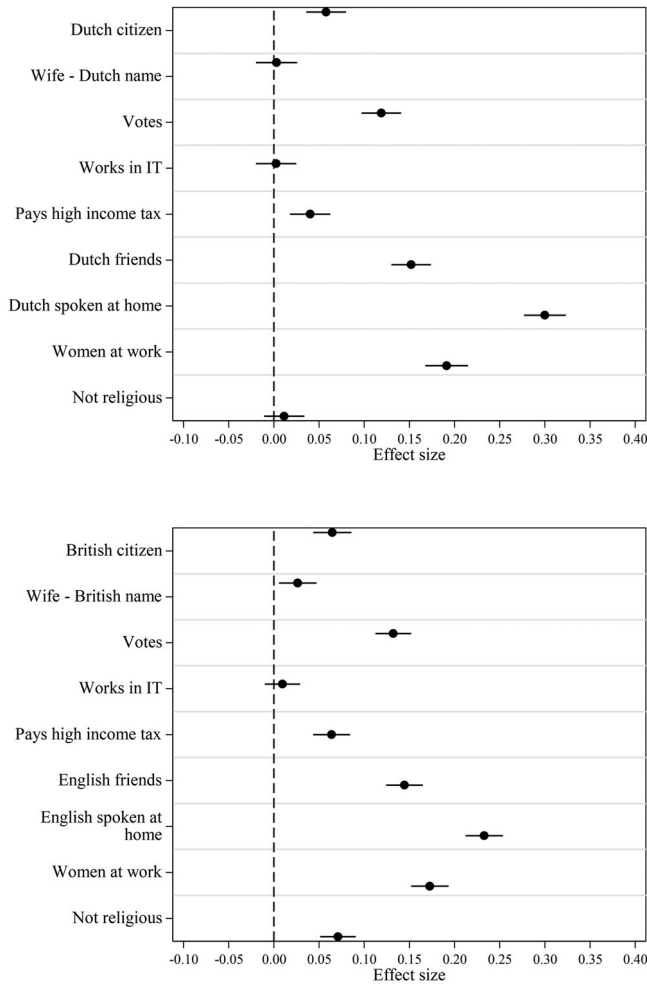 Dutch citizen
Wife - Dutch name
Votes
Works in IT
Pays high income tax
Dutch friends
Dutch spoken at home
Women at work
Not religious
-0.10 -0.05 0.00 0.05 0.10 0.15 0.20 0.25 0.30 0.35 0.40
Effect size
British citizen
Wife - British name
Votes
Works in IT
Pays high income tax
English friends
English spoken at
home
Women at work
Not religious
-0.10 -0.05 0.00 0.05 0.10 0.15 0.20 0.25 0.30 0.35 0.40
Effect size